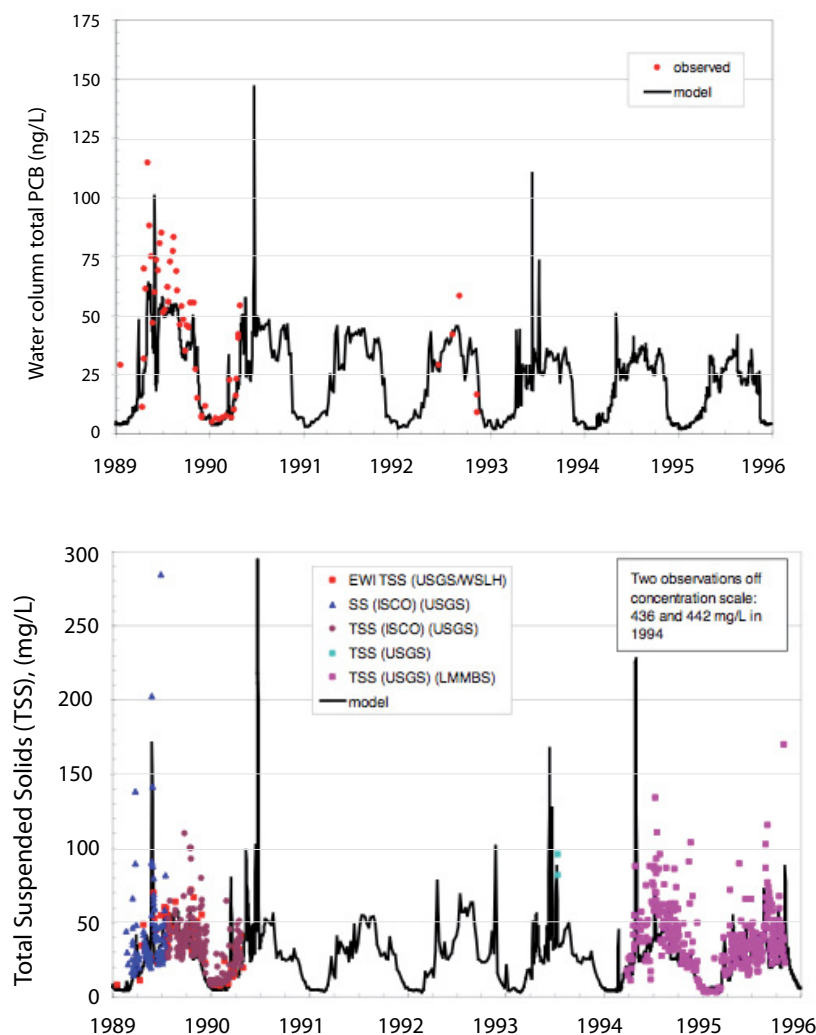 175
150
125
100
75
50
25
0
Water column total PCB (ng/L)
observed
model
1989 1990 1991 1992 1993 1994 1995 1996
300
250
200
150
100
50
0
Total Suspended Solids (TSS), (mg/L)
EWI TSS (USGS/WSLH)
SS (ISCO) (USGS)
TSS (ISCO) (USGS)
TSS (USGS)
TSS (USGS) (LMMBS)
model
Two observations off
concentration scale:
436 and 442 mg/L in
1994
1989 1990 1991 1992 1993 1994 1995 1996